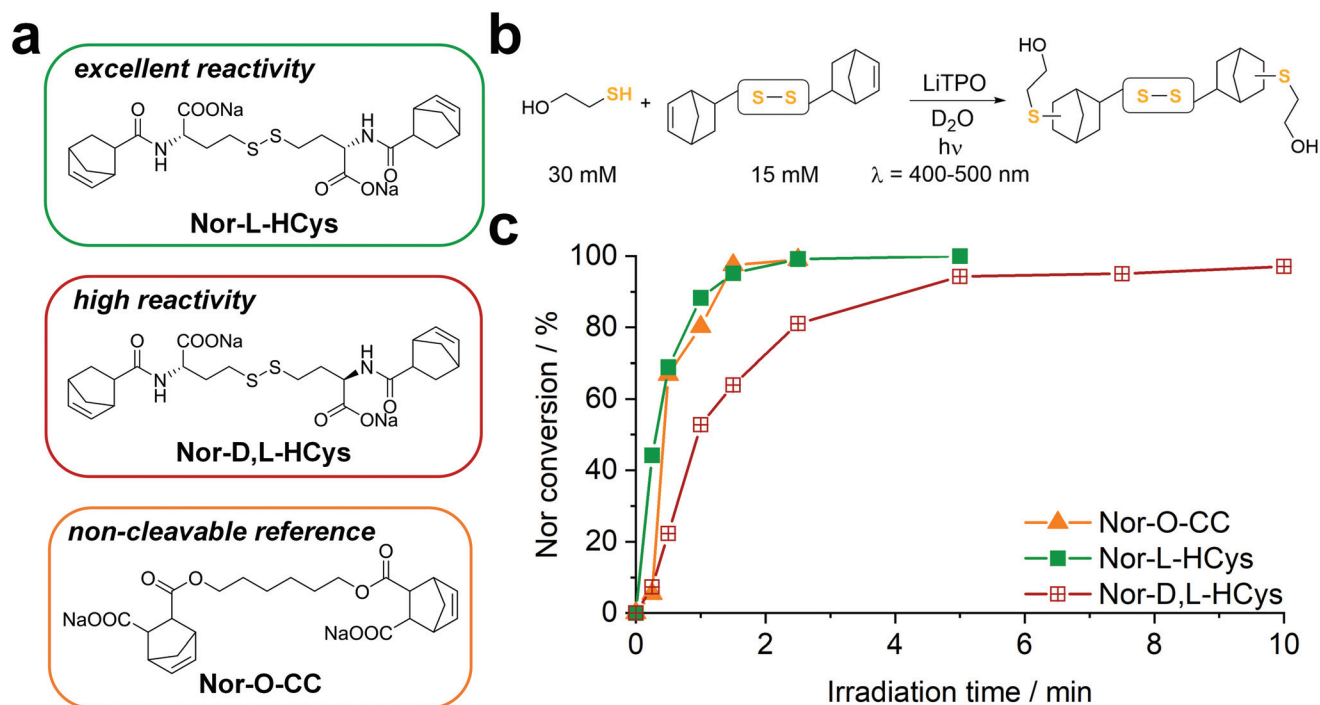 a
excellent reactivity
O
COONa
N
H
S
S
H
N
O
O
ONa
Nor-L-HCys
high reactivity
O
COONa
N
H
S
S
H
N
O
O
ONa
Nor-D,L-HCys
non-cleavable reference
O
O
O
O
NaOOC
NaOOC
Nor-O-CC
b
HO
SH
+
S–S
LiTPO
D2O
hν
λ = 400-500 nm
30 mM
15 mM
HO
S
S–S
S
OH
c
Nor conversion / %
100
80
60
40
20
0
0 2 4 6 8 10
Irradiation time / min
Nor-O-CC
Nor-L-HCys
Nor-D,L-HCys